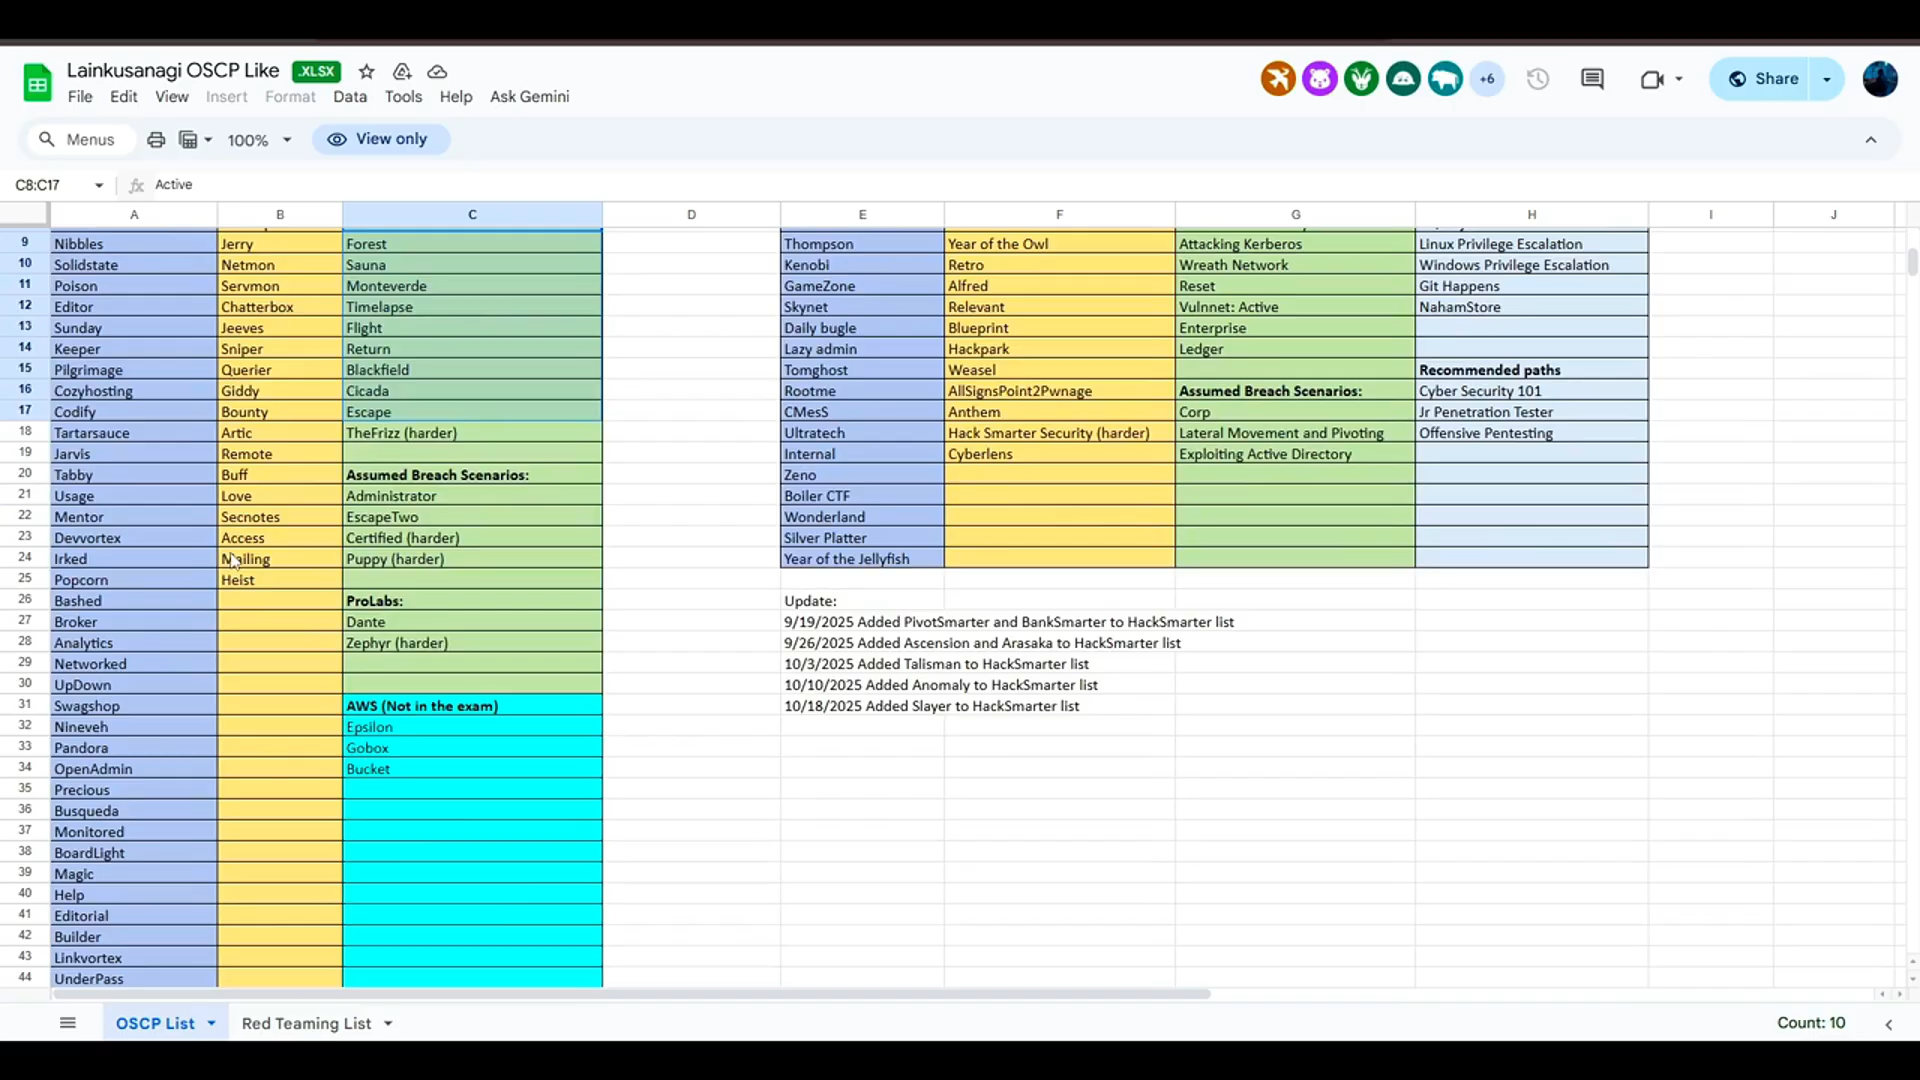 Lainkusanagi OSCP Like .XLSX
File Edit View Insert Format Data Tools Help Ask Gemini
+6
Share
Menus 100% View only
C8:C17 fx Active
A B C D E F G H I J
9 Nibbles Jerry Forest Thompson Year of the Owl Attacking Kerberos Linux Privilege Escalation
10 Solidstate Netmon Sauna Kenobi Retro Wreath Network Windows Privilege Escalation
11 Poison Servmon Monteverde GameZone Alfred Reset Git Happens
12 Editor Chatterbox Timelapse Skynet Relevant Vulnnet: Active NahamStore
13 Sunday Jeeves Flight Daily bugle Blueprint Enterprise
14 Keeper Sniper Return Lazy admin Hackpark Ledger
15 Pilgrimage Querier Blackfield Tomghost Weasel Recommended paths
16 Cozyhosting Giddy Cicada Rootme AllSignsPoint2Pwnage Assumed Breach Scenarios: Cyber Security 101
17 Codify Bounty Escape CMesS Anthem Corp Jr Penetration Tester
18 Tartarsauce Artic TheFrizz (harder) Ultratech Hack Smarter Security (harder) Lateral Movement and Pivoting Offensive Pentesting
19 Jarvis Remote Internal Cyberlens Exploiting Active Directory
20 Tabby Buff Assumed Breach Scenarios: Zeno
21 Usage Love Administrator Boiler CTF
22 Mentor Secnotes EscapeTwo Wonderland
23 Devvortex Access Certified (harder) Silver Platter
24 Irked Mailing Puppy (harder) Year of the Jellyfish
25 Popcorn Heist
26 Bashed ProLabs: Update:
27 Broker Dante 9/19/2025 Added PivotSmarter and BankSmarter to HackSmarter list
28 Analytics Zephyr (harder) 9/26/2025 Added Ascension and Arasaka to HackSmarter list
29 Networked 10/3/2025 Added Talisman to HackSmarter list
30 UpDown 10/10/2025 Added Anomaly to HackSmarter list
31 Swagshop AWS (Not in the exam) 10/18/2025 Added Slayer to HackSmarter list
32 Nineveh Epsilon
33 Pandora Gobox
34 OpenAdmin Bucket
35 Precious
36 Busqueda
37 Monitored
38 BoardLight
39 Magic
40 Help
41 Editorial
42 Builder
43 Linkvortex
44 UnderPass
OSCP List Red Teaming List Count: 10